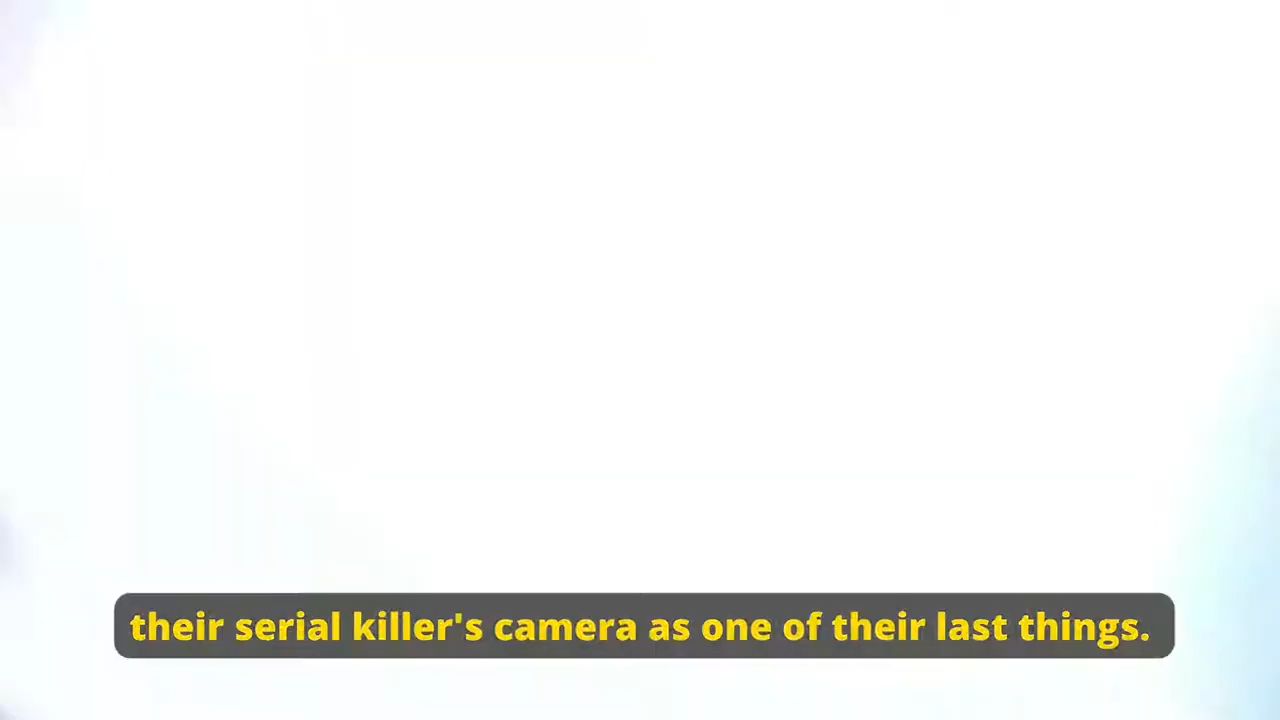 their serial killer's camera as one of their last things.